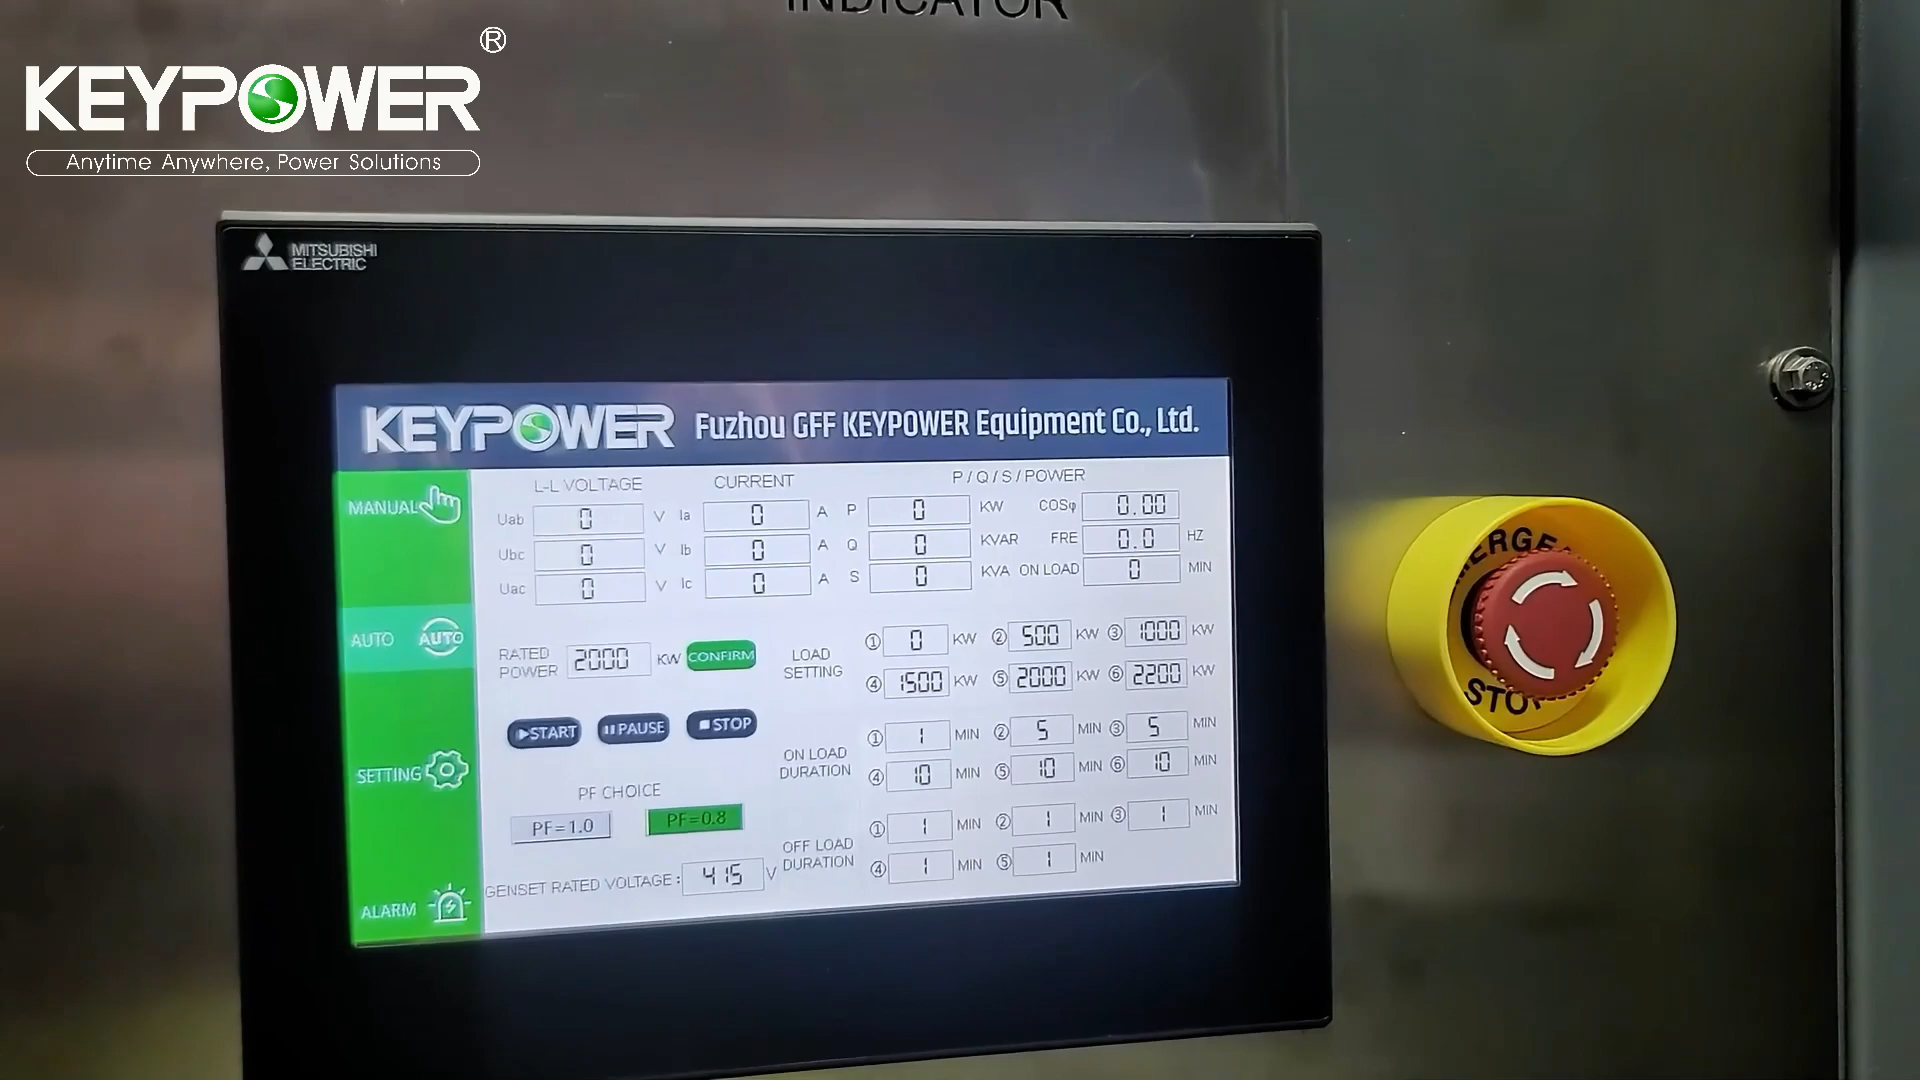 INDICATOR
KEYPOWER®
Anytime Anywhere, Power Solutions
MITSUBISHI
ELECTRIC
KEYPOWER Fuzhou GFF KEYPOWER Equipment Co., Ltd.
MANUAL
AUTO AUTO
SETTING
ALARM
L-L VOLTAGE CURRENT P / Q / S / POWER
Uab 0 V Ia 0 A P 0 KW COSφ 0.00
Ubc 0 V Ib 0 A Q 0 KVAR FRE 0.0 HZ
Uac 0 V Ic 0 A S 0 KVA ON LOAD 0 MIN
RATED
POWER 2000 KW CONFIRM
START PAUSE STOP
PF CHOICE
PF=1.0 PF=0.8
GENSET RATED VOLTAGE: 415 V
LOAD
SETTING
① 0 KW ② 500 KW ③ 1000 KW
④ 1500 KW ⑤ 2000 KW ⑥ 2200 KW
ON LOAD
DURATION
① 1 MIN ② 5 MIN ③ 5 MIN
④ 10 MIN ⑤ 10 MIN ⑥ 10 MIN
OFF LOAD
DURATION
① 1 MIN ② 1 MIN ③ 1 MIN
④ 1 MIN ⑤ 1 MIN
STOP